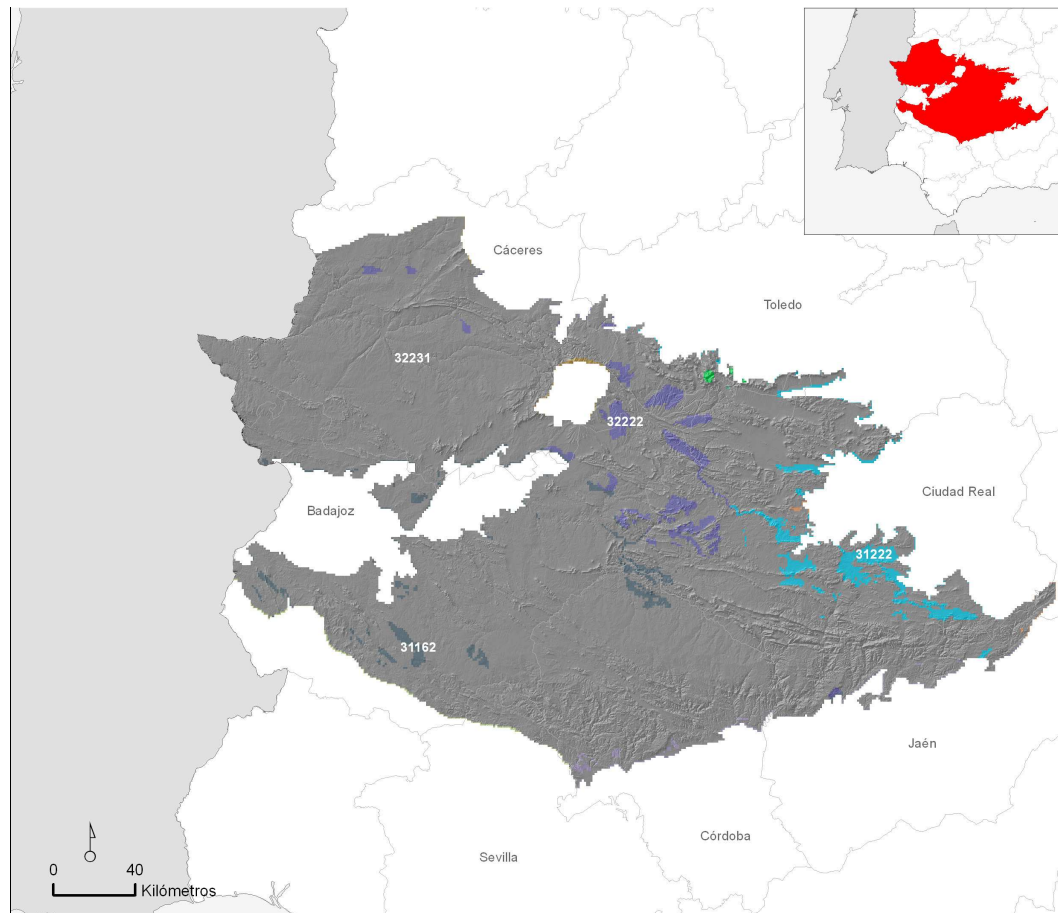 Cáceres
Toledo
32231
32222
Ciudad Real
Badajoz
31222
31162
Jaén
Córdoba
Sevilla
0 40
Kilómetros